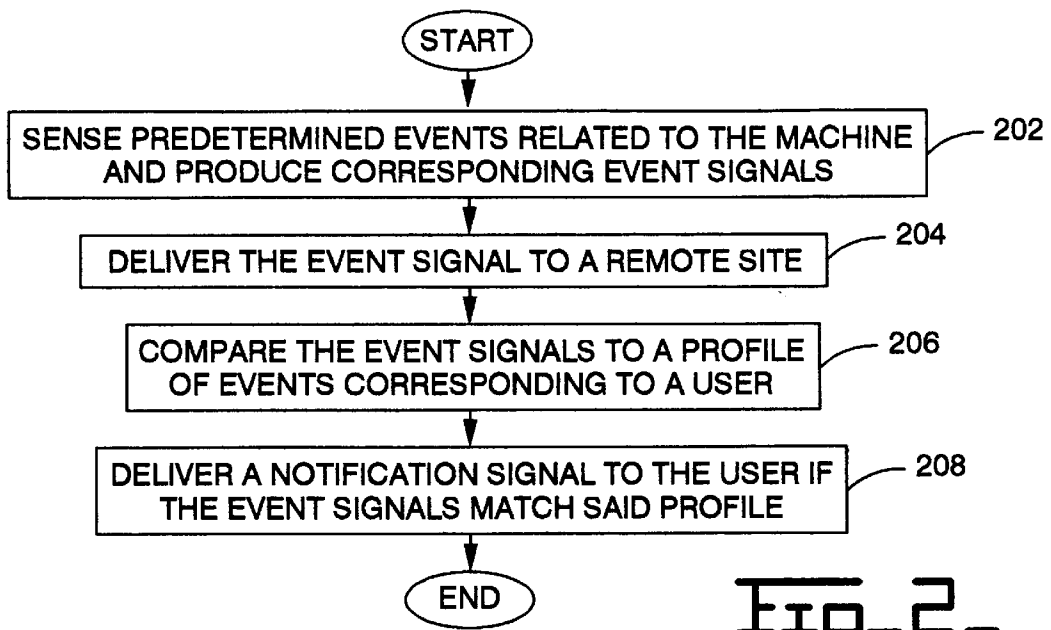 START
SENSE PREDETERMINED EVENTS RELATED TO THE MACHINE
AND PRODUCE CORRESPONDING EVENT SIGNALS
202
DELIVER THE EVENT SIGNAL TO A REMOTE SITE
204
COMPARE THE EVENT SIGNALS TO A PROFILE
OF EVENTS CORRESPONDING TO A USER
206
DELIVER A NOTIFICATION SIGNAL TO THE USER IF
THE EVENT SIGNALS MATCH SAID PROFILE
208
END
FIG_2_